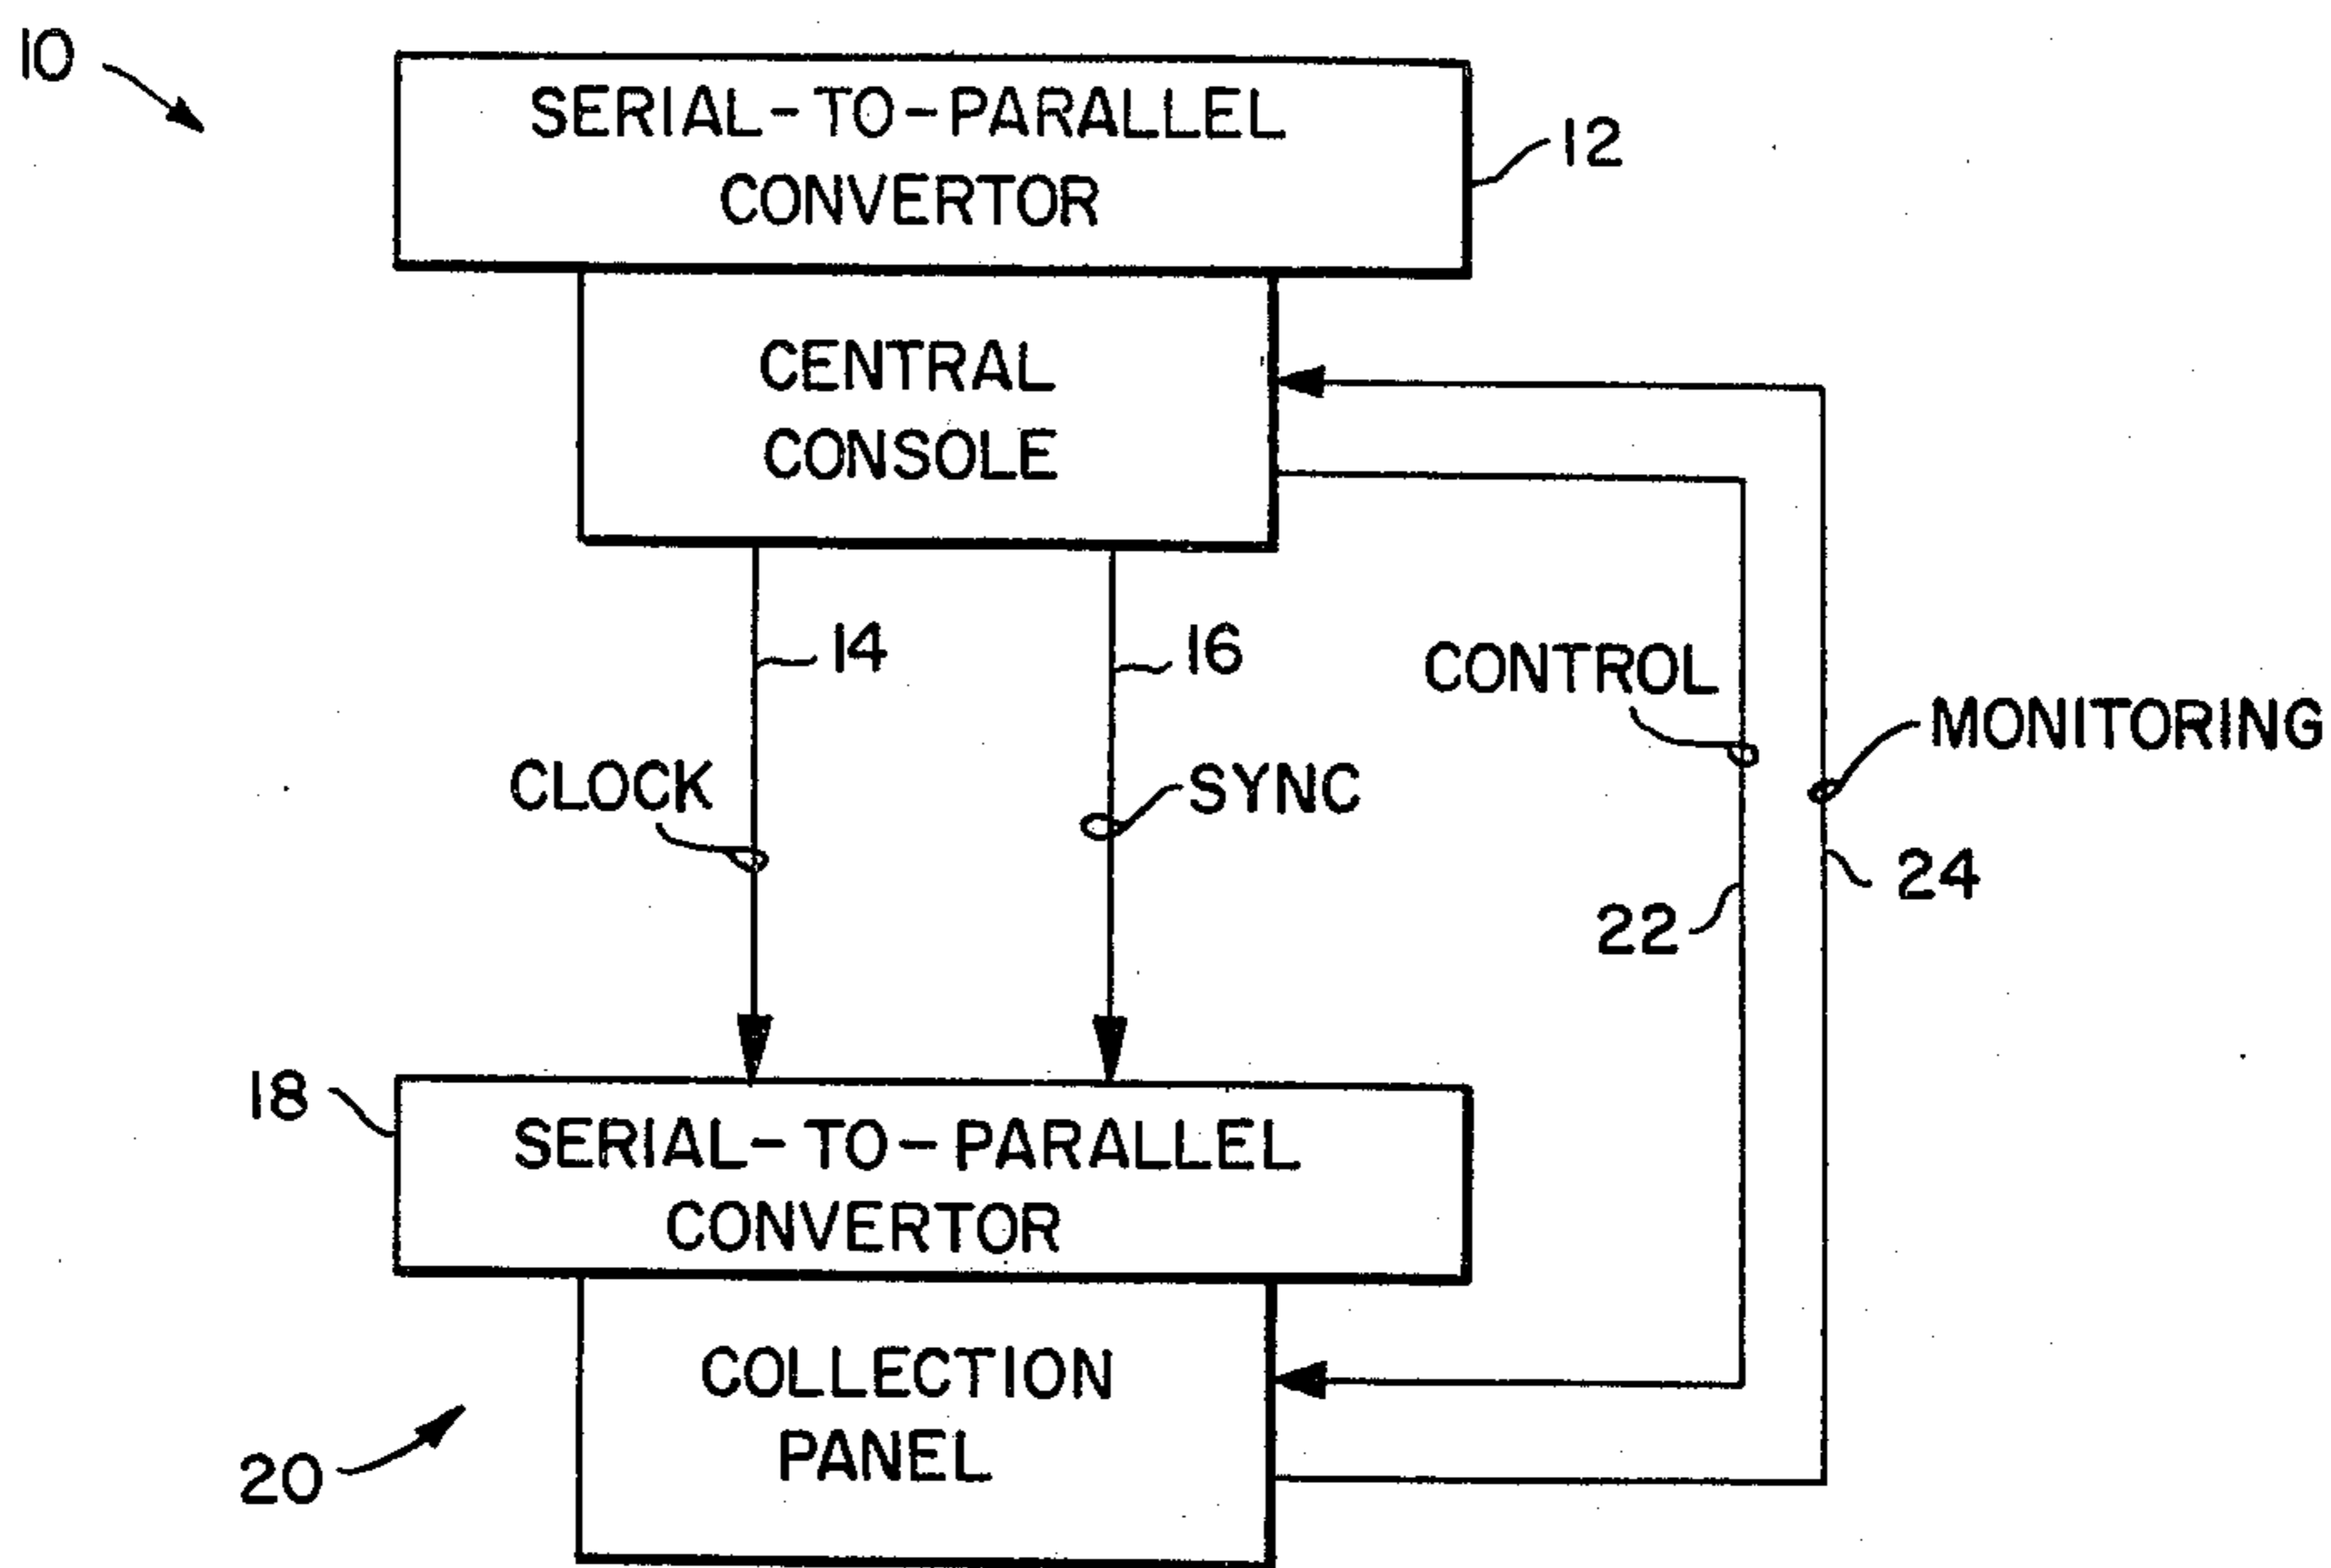 10
SERIAL-TO-PARALLEL
CONVERTOR
12
CENTRAL
CONSOLE
14
16
CONTROL
MONITORING
CLOCK
SYNC
24
22
18
SERIAL-TO-PARALLEL
CONVERTOR
COLLECTION
PANEL
20